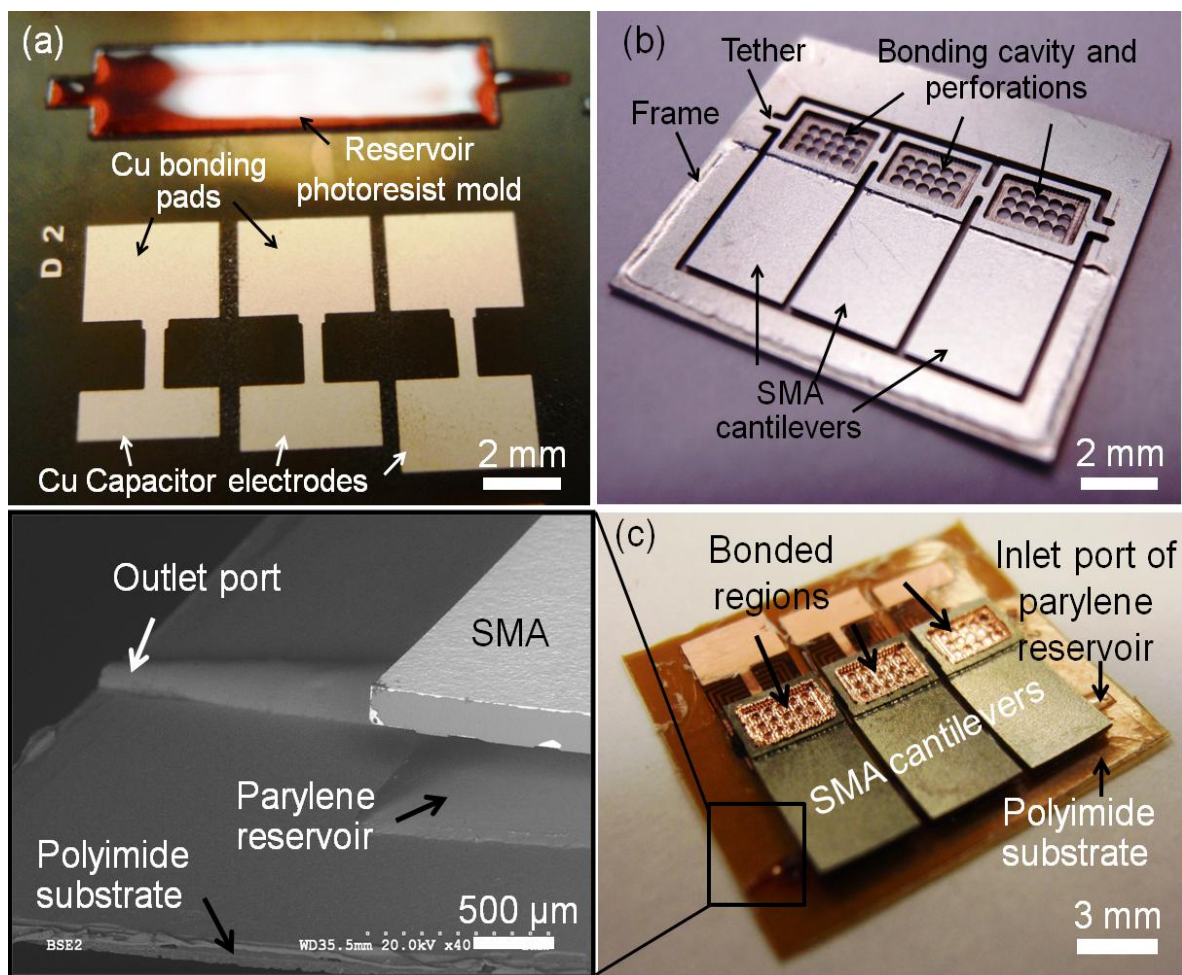 (a)
Reservoir
photoresist mold
Cu bonding
pads
D 2
Cu Capacitor electrodes
2 mm
(b)
Tether
Bonding cavity and
perforations
Frame
SMA
cantilevers
2 mm
Outlet port
SMA
Parylene
reservoir
Polyimide
substrate
500 µm
BSE2
WD35.5mm 20.0kV x40
(c)
Bonded
regions
Inlet port of
parylene
reservoir
SMA cantilevers
Polyimide
substrate
3 mm